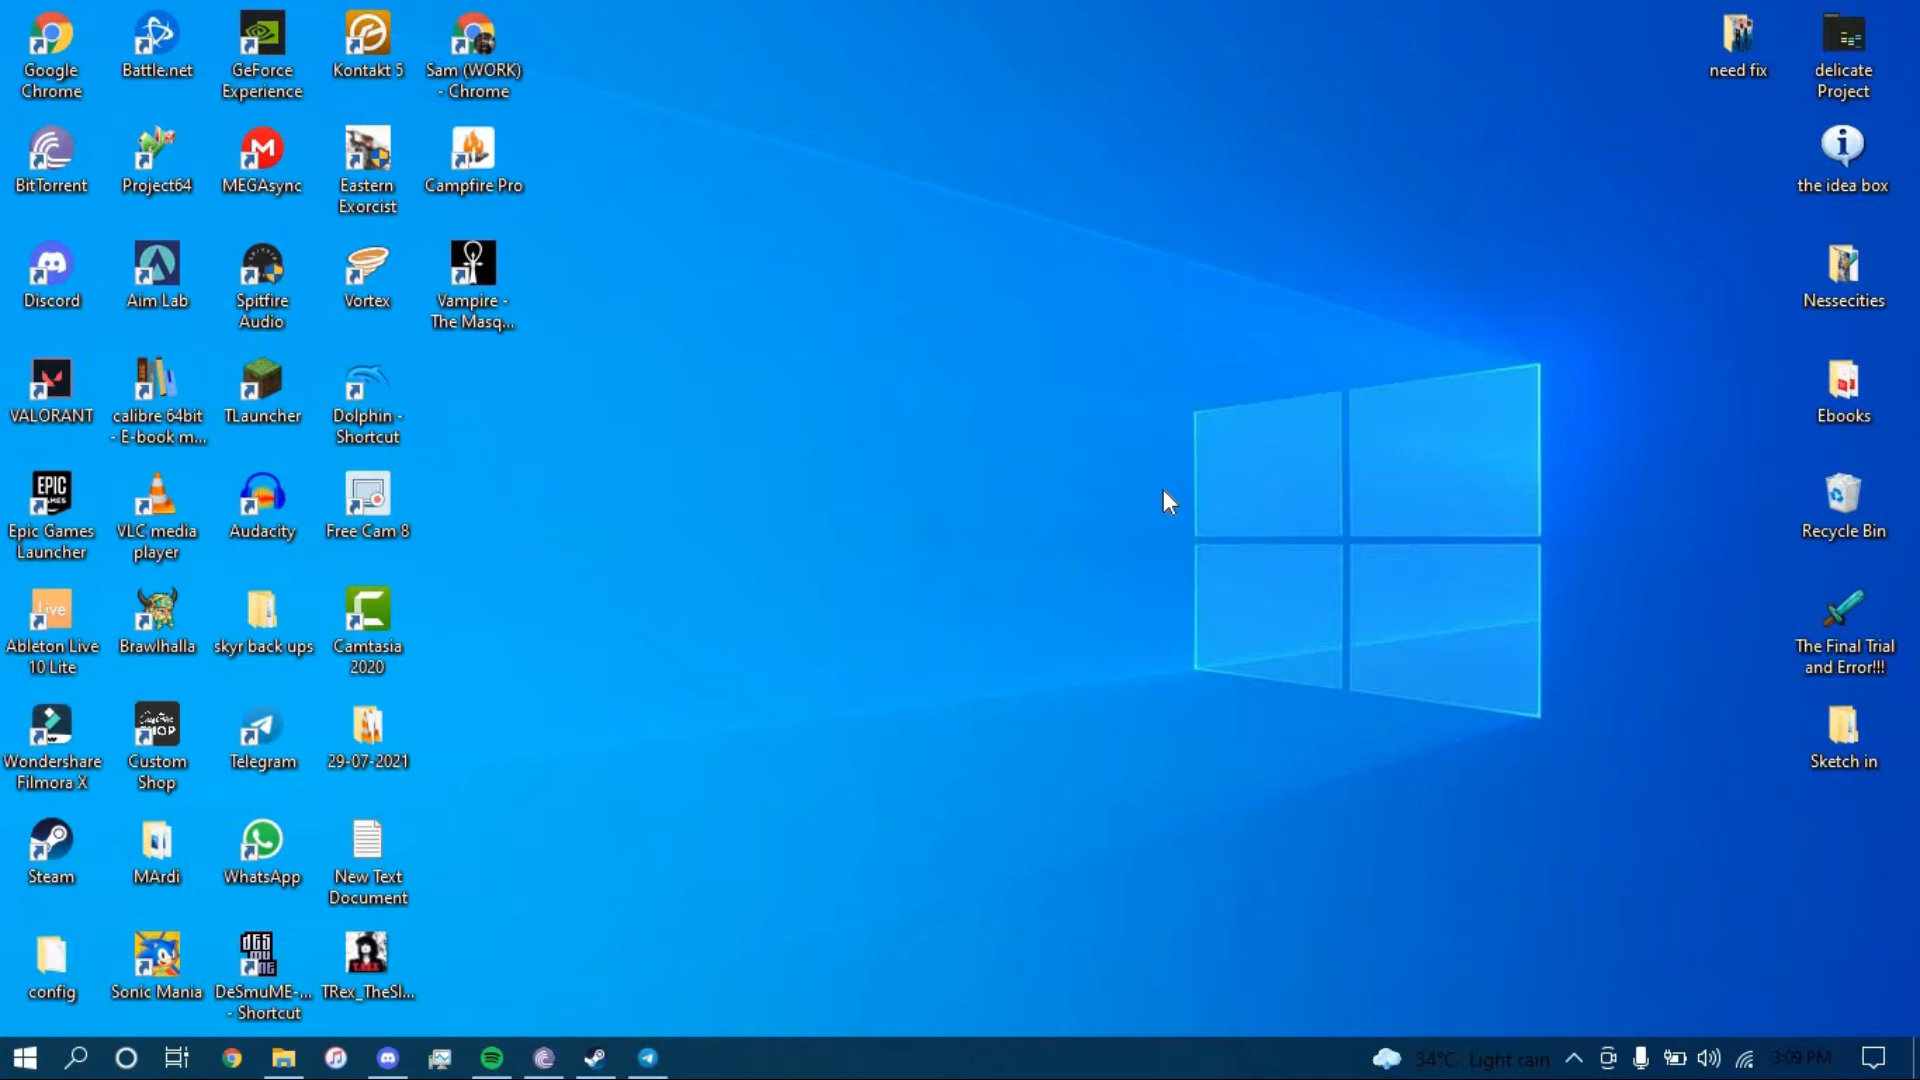 Google
Chrome
Battle.net
GeForce
Experience
Kontakt 5
Sam (WORK)
- Chrome
need fix
delicate
Project
BitTorrent
Project64
MEGAsync
Eastern
Exorcist
Campfire Pro
the idea box
Discord
Aim Lab
Spitfire
Audio
Vortex
Vampire -
The Masq...
Nessecities
VALORANT
calibre 64bit
- E-book m...
TLauncher
Dolphin -
Shortcut
Ebooks
EPIC
GAMES
Epic Games
Launcher
VLC media
player
Audacity
Free Cam 8
Recycle Bin
Live
Ableton Live
10 Lite
Brawlhalla
skyr back ups
Camtasia
2020
The Final Trial
and Error!!!
Wondershare
Filmora X
SHOP
Custom
Shop
Telegram
29-07-2021
Sketch in
Steam
MArdi
WhatsApp
New Text
Document
config
Sonic Mania
DeSmuME-...
- Shortcut
TRex_TheSl...
34°C Light rain
3:09 PM